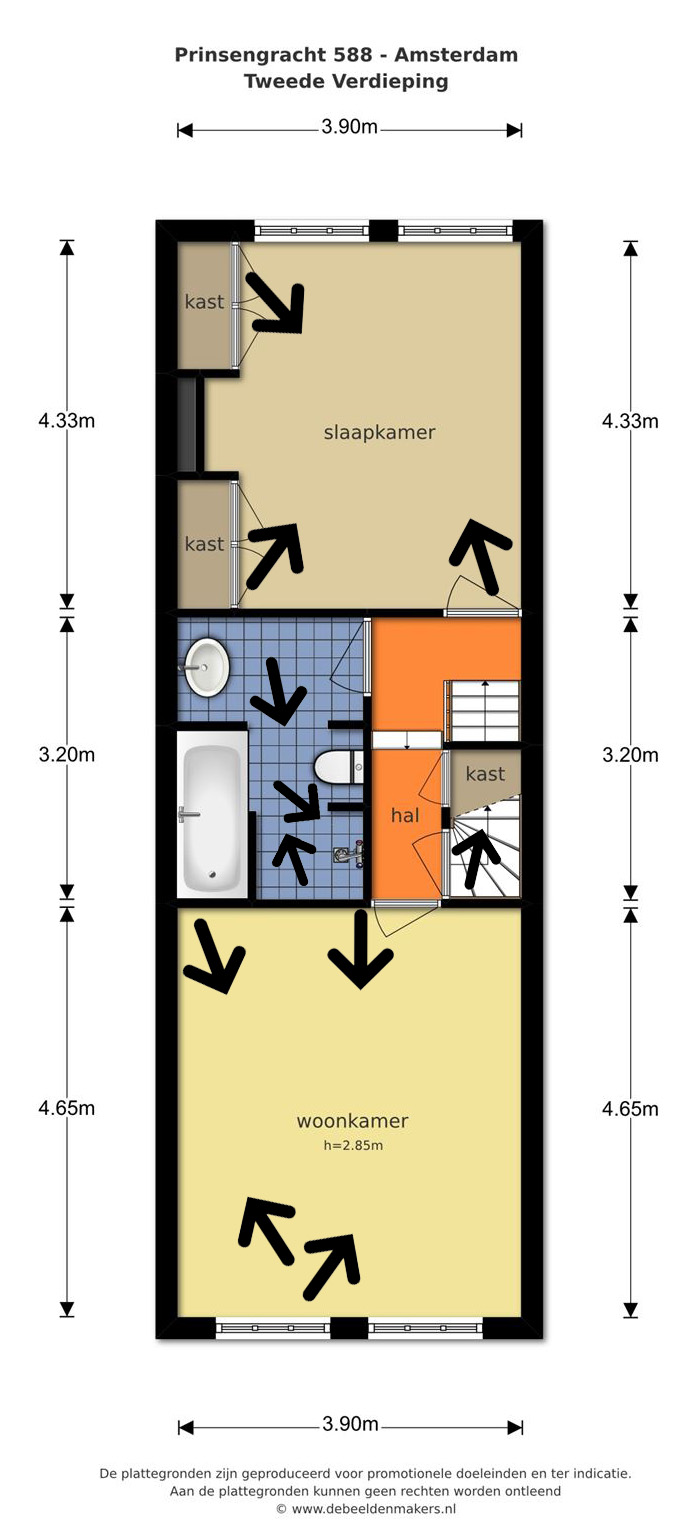 Prinsengracht 588 - Amsterdam
Tweede Verdieping
3.90m
kast
4.33m
4.33m
slaapkamer
kast
3.20m
3.20m
kast
hal
4.65m
4.65m
woonkamer
h=2.85m
3.90m
De plattegronden zijn geproduceerd voor promotionele doeleinden en ter indicatie.
Aan de plattegronden kunnen geen rechten worden ontleend
© www.debeeldenmakers.nl